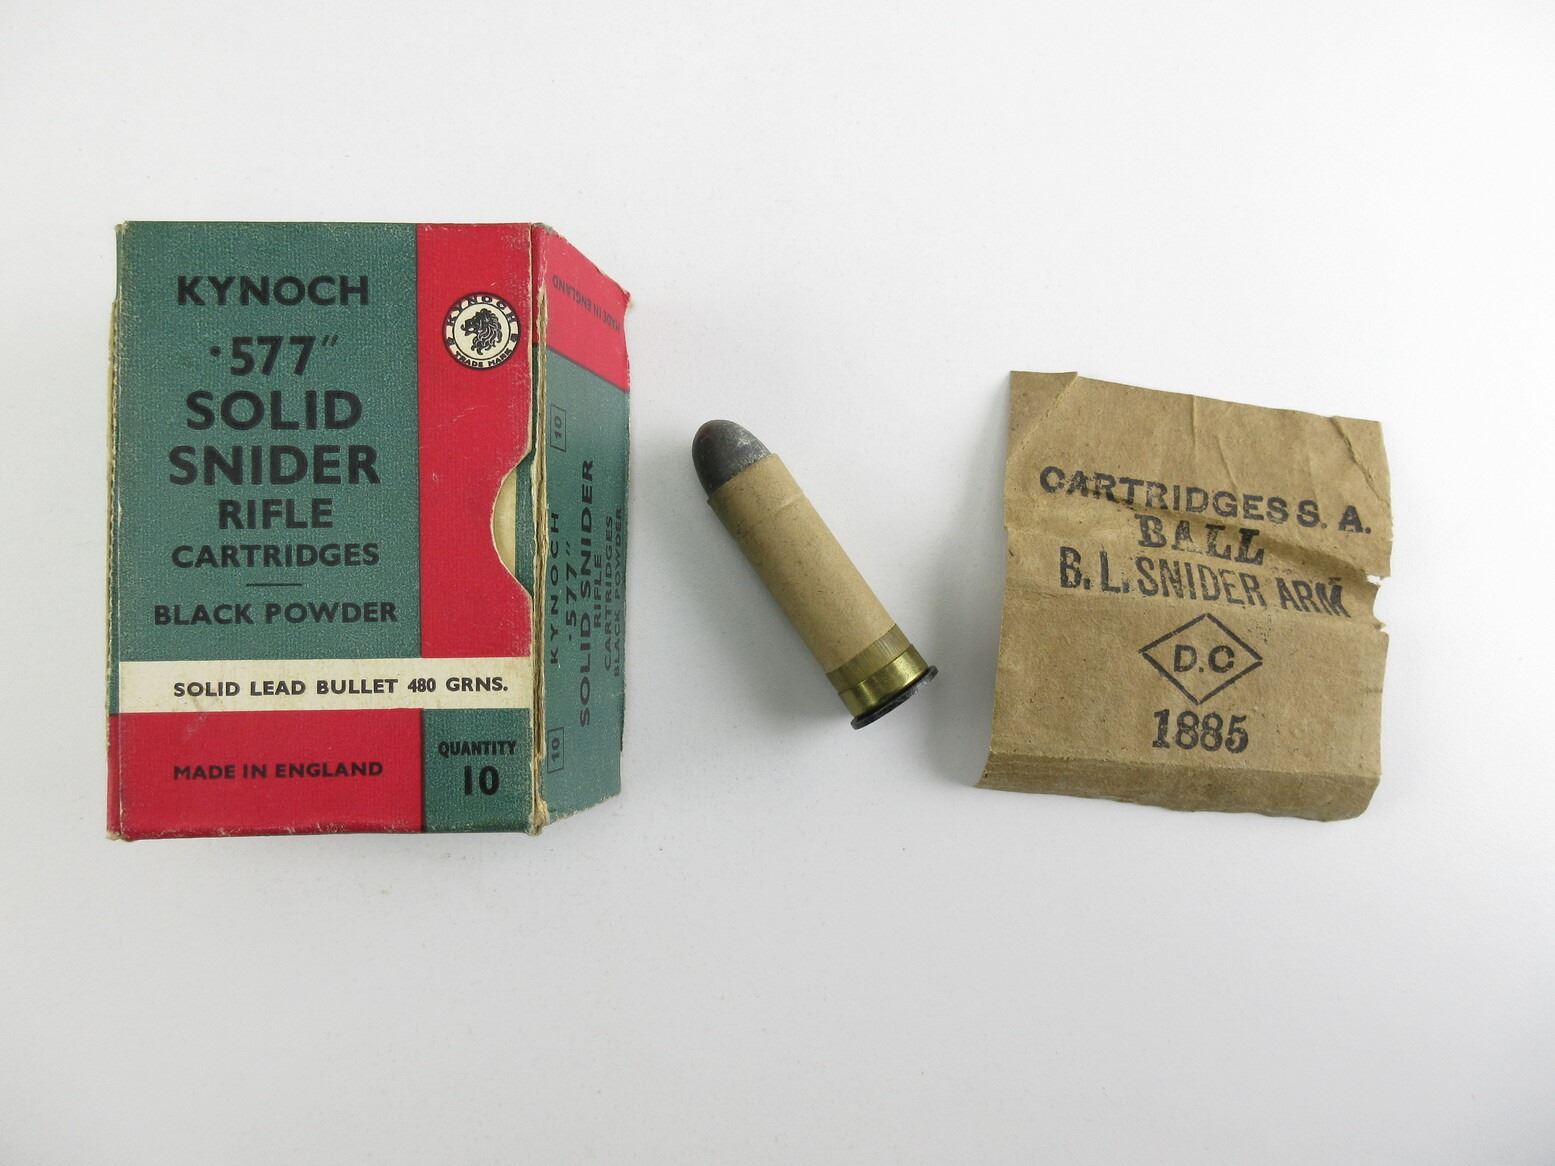 KYNOCH
·577″
SOLID
SNIDER
RIFLE
CARTRIDGES
BLACK POWDER
SOLID LEAD BULLET 480 GRNS.
MADE IN ENGLAND
QUANTITY
10
KYNOCH
TRADE MARK
MADE IN ENGLAND
10
10
KYNOCH
·577″
SOLID SNIDER
RIFLE
CARTRIDGES
BLACK POWDER
CARTRIDGES S. A.
BALL
B. L. SNIDER ARM
D.C
1885